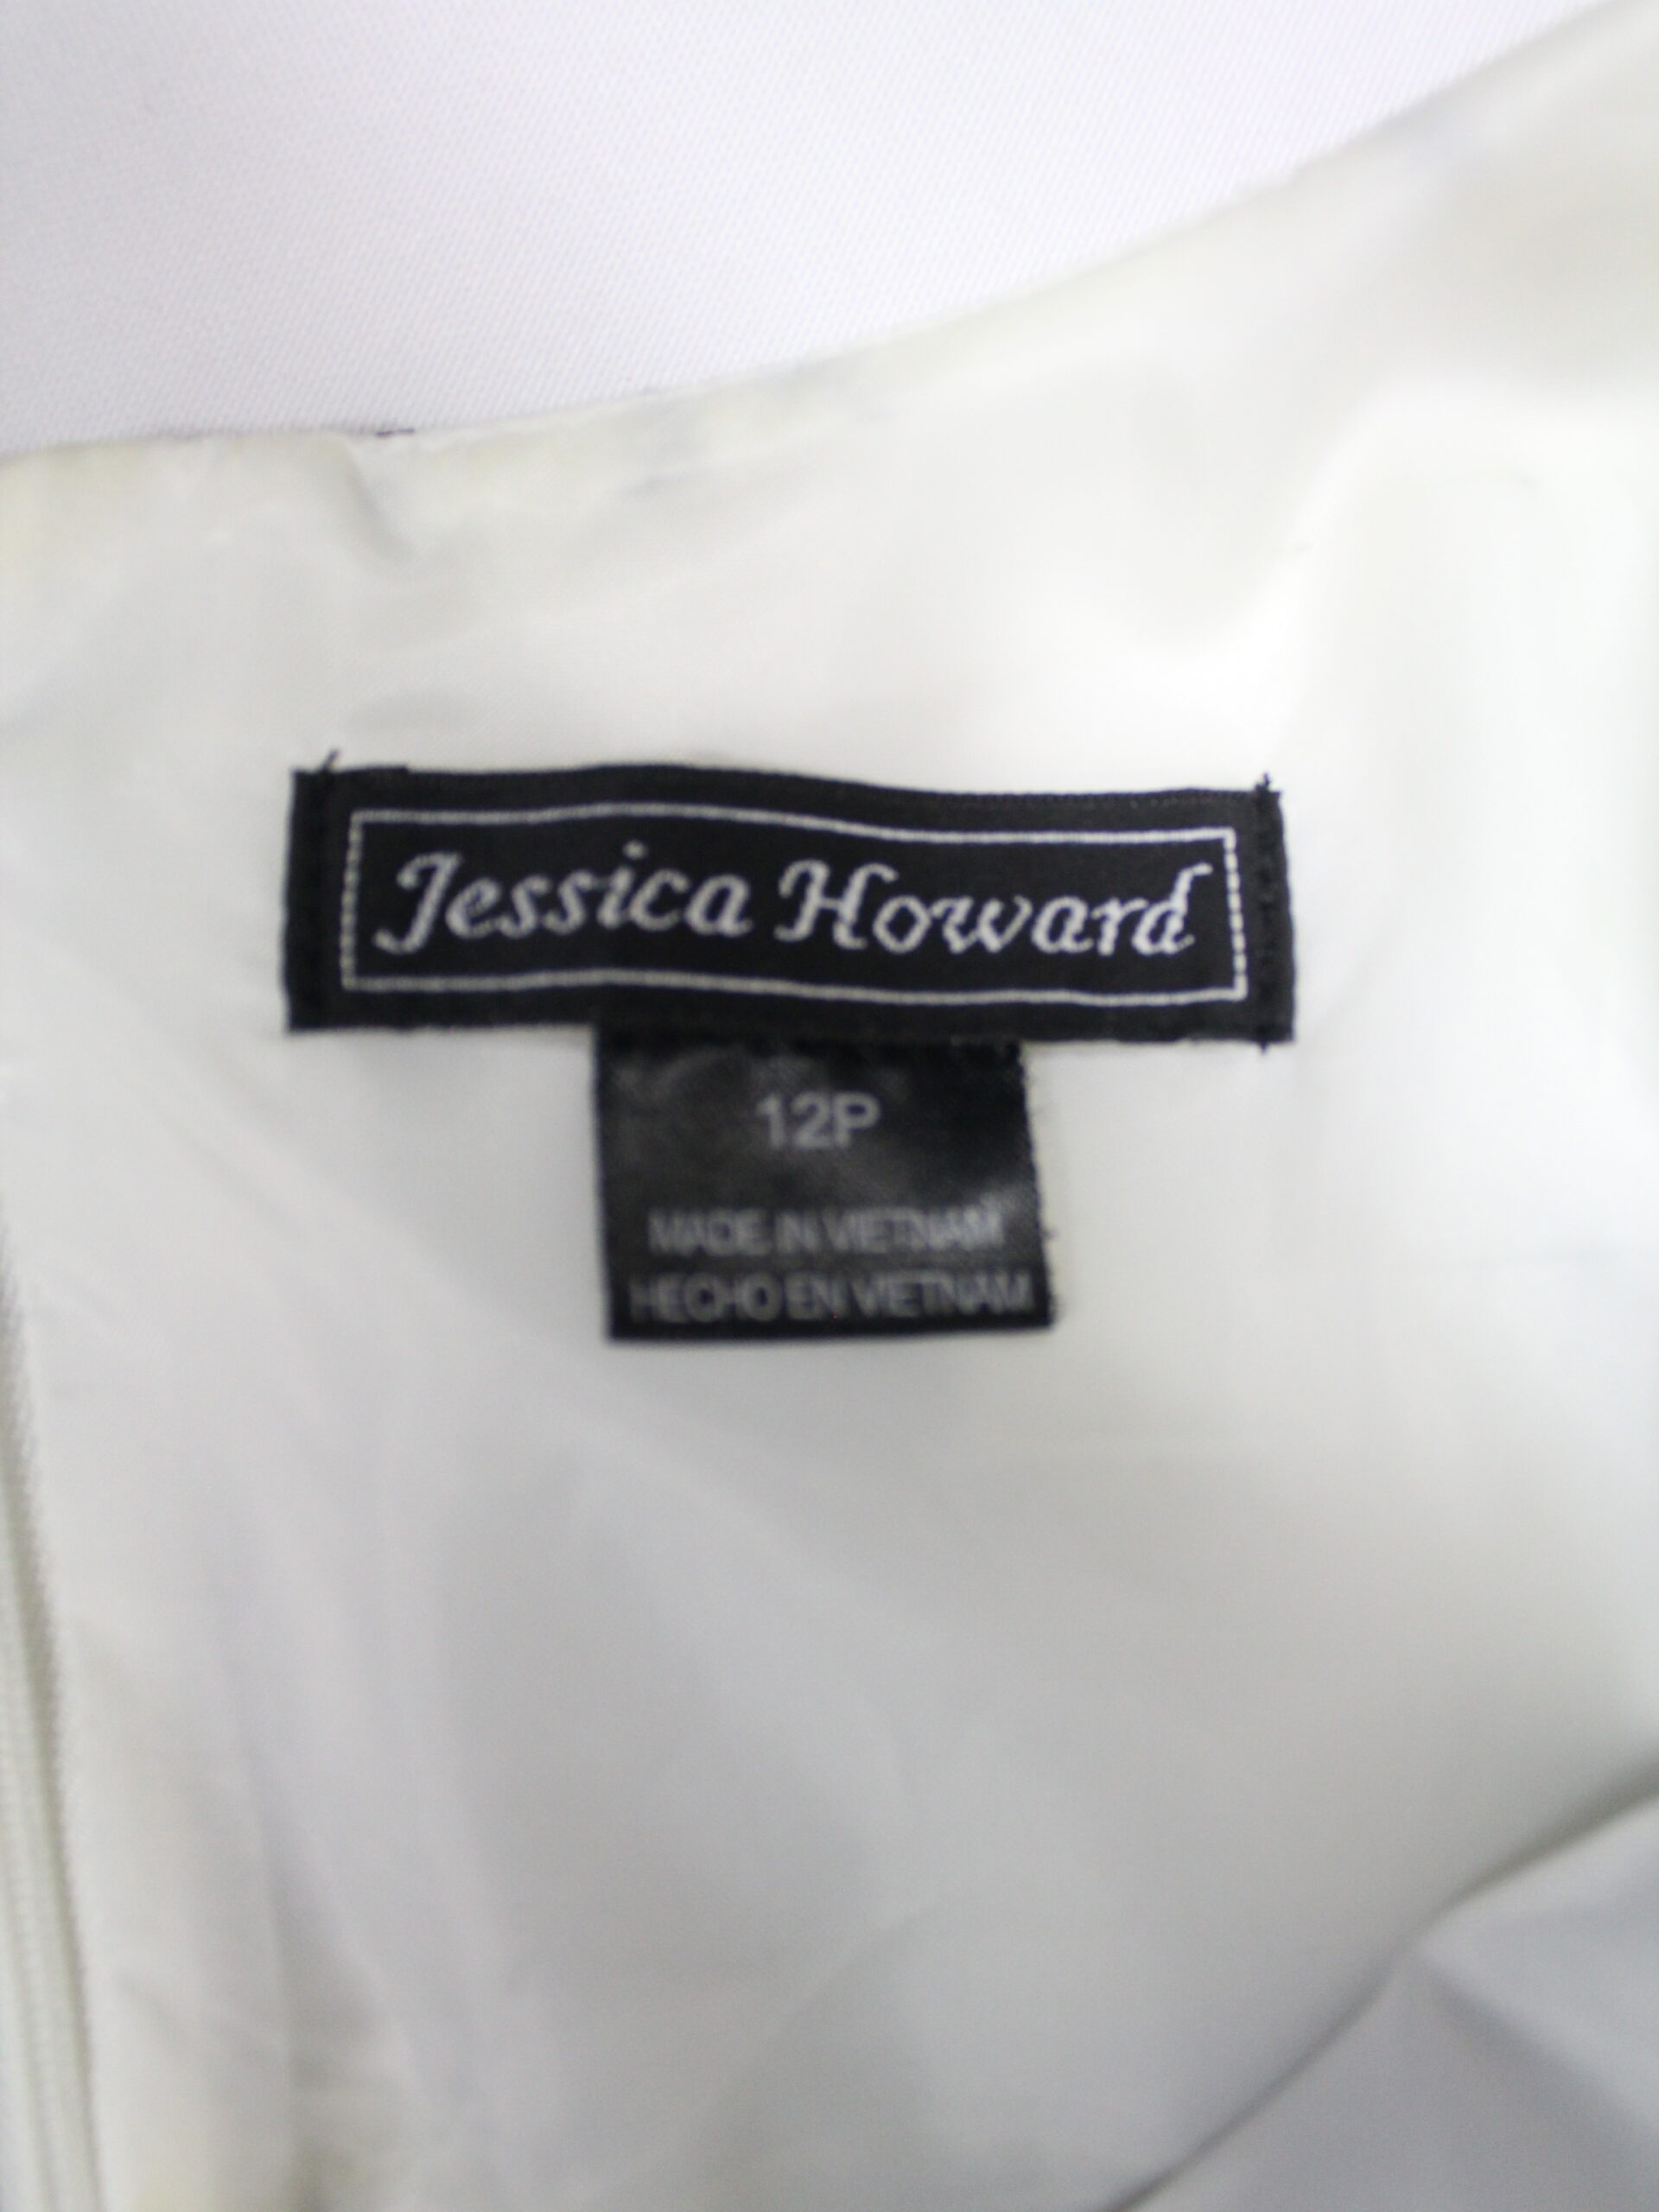 Jessica Howard
12P
MADE IN VIETNAM
HECHO EN VIETNAM